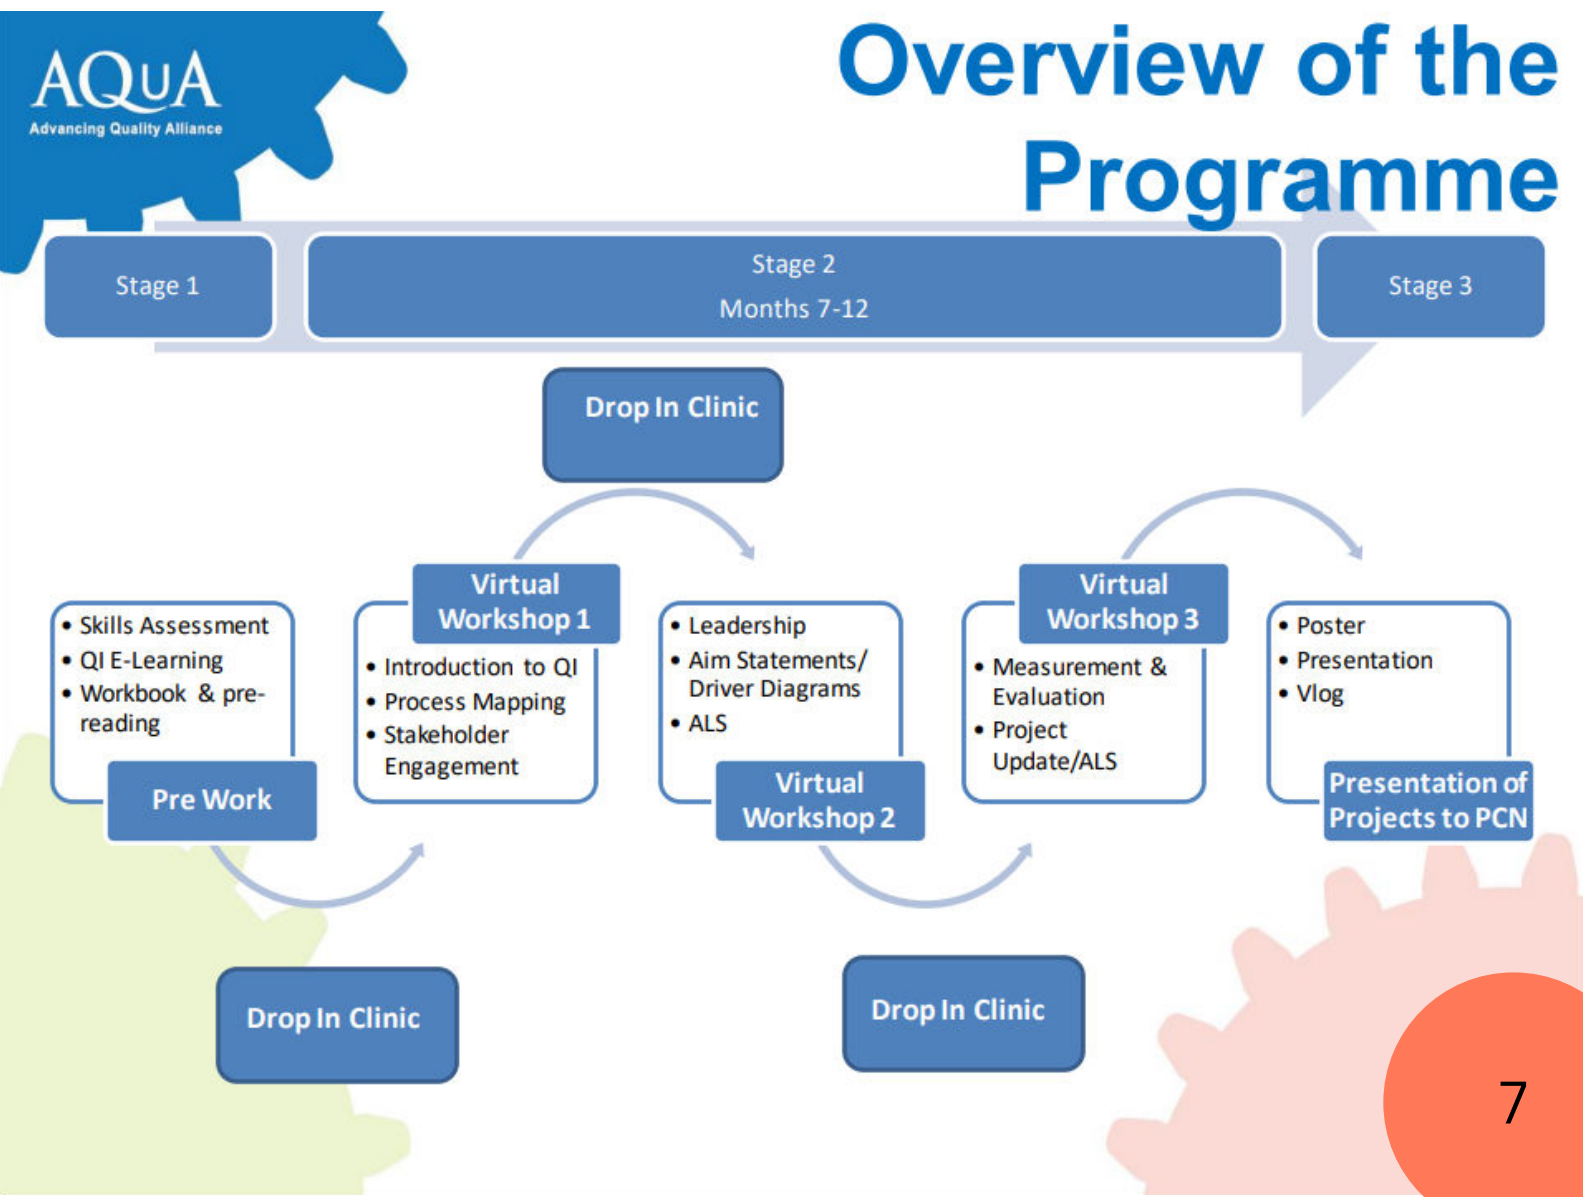 AQuA
Advancing Quality Alliance
Overview of the
Programme
Stage 1
Stage 2
Months 7-12
Stage 3
Drop In Clinic
• Skills Assessment
• QI E-Learning
• Workbook & pre-
reading
Pre Work
Virtual
Workshop 1
• Introduction to QI
• Process Mapping
• Stakeholder
Engagement
• Leadership
• Aim Statements/
Driver Diagrams
• ALS
Virtual
Workshop 2
Virtual
Workshop 3
• Measurement &
Evaluation
• Project
Update/ALS
• Poster
• Presentation
• Vlog
Presentation of
Projects to PCN
Drop In Clinic
Drop In Clinic
7